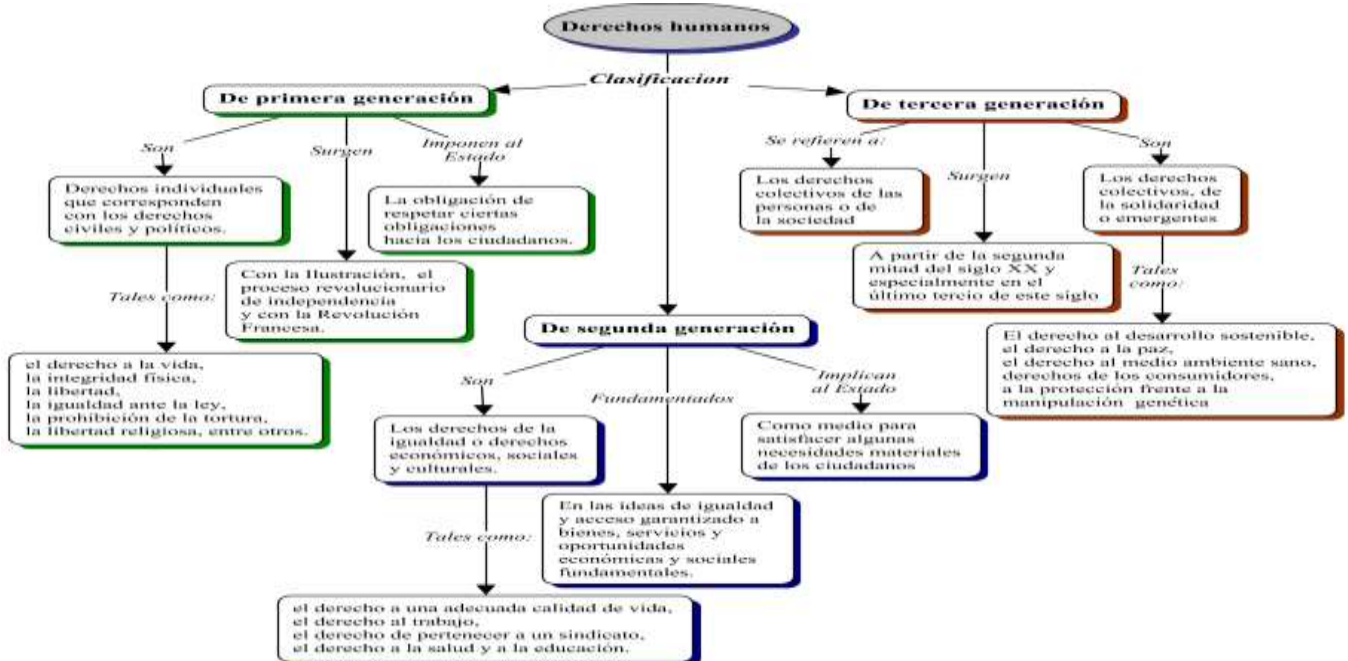 Derechos humanos
Clasificacion
De primera generación
Son
Derechos individuales
que corresponden
con los derechos
civiles y políticos.
Tales como:
el derecho a la vida,
la integridad física,
la libertad,
la igualdad ante la ley,
la prohibición de la tortura,
la libertad religiosa, entre otros.
Surgen
Con la Ilustración, el
proceso revolucionario
de independencia
y con la Revolución
Francesa.
Imponen al
Estado
La obligación de
respetar ciertas
obligaciones
hacia los ciudadanos.
De segunda generación
Son
Los derechos de la
igualdad o derechos
económicos, sociales
y culturales.
Tales como:
el derecho a una adecuada calidad de vida,
el derecho al trabajo,
el derecho de pertenecer a un sindicato,
el derecho a la salud y a la educación.
Fundamentados
En las ideas de igualdad
y acceso garantizado a
bienes, servicios y
oportunidades
económicas y sociales
fundamentales.
Implican
al Estado
Como medio para
satisfacer algunas
necesidades materiales
de los ciudadanos
De tercera generación
Se refieren a:
Los derechos
colectivos de las
personas o de
la sociedad
Surgen
A partir de la segunda
mitad del siglo XX y
especialmente en el
último tercio de este siglo
Son
Los derechos
colectivos, de
la solidaridad
o emergentes
Tales
como:
El derecho al desarrollo sostenible,
el derecho a la paz,
el derecho al medio ambiente sano,
derechos de los consumidores,
a la protección frente a la
manipulación genética